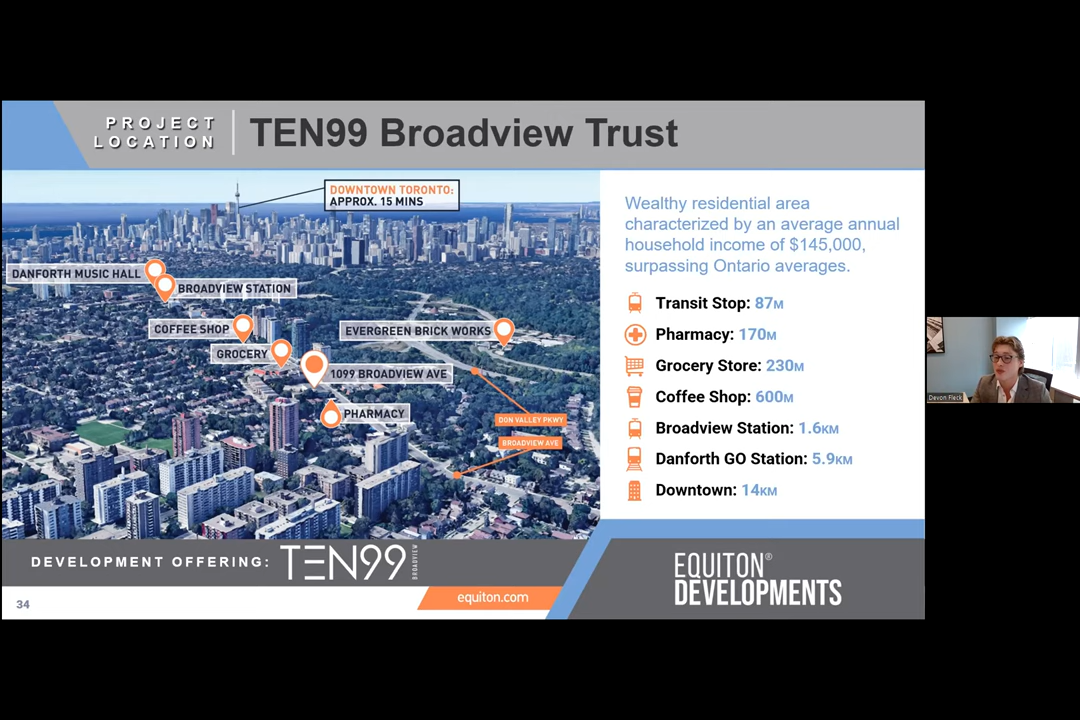 PROJECT
LOCATION
TEN99 Broadview Trust
DOWNTOWN TORONTO:
APPROX. 15 MINS
DANFORTH MUSIC HALL
BROADVIEW STATION
COFFEE SHOP
EVERGREEN BRICK WORKS
GROCERY
1099 BROADVIEW AVE
PHARMACY
DON VALLEY PKWY
BROADVIEW AVE
Wealthy residential area
characterized by an average annual
household income of $145,000,
surpassing Ontario averages.
Transit Stop: 87M
Pharmacy: 170M
Grocery Store: 230M
Coffee Shop: 600M
Broadview Station: 1.6KM
Danforth GO Station: 5.9KM
Downtown: 14KM
Devon Fleck
DEVELOPMENT OFFERING:
TEN99
BROADVIEW
EQUITON®
DEVELOPMENTS
34
equiton.com